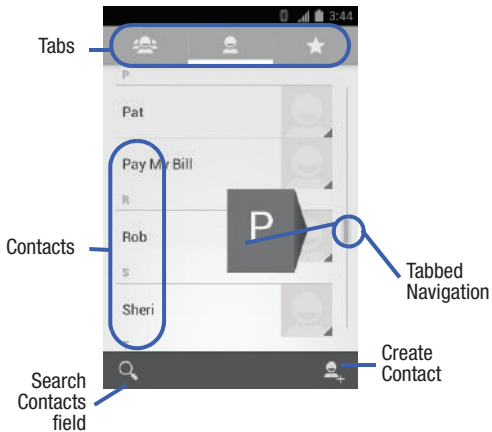 3:44
Tabs
P
Pat
Pay My Bill
R
Rob
P
Contacts
S
Sheri
Tabbed
Navigation
Create
Contact
Search
Contacts
field